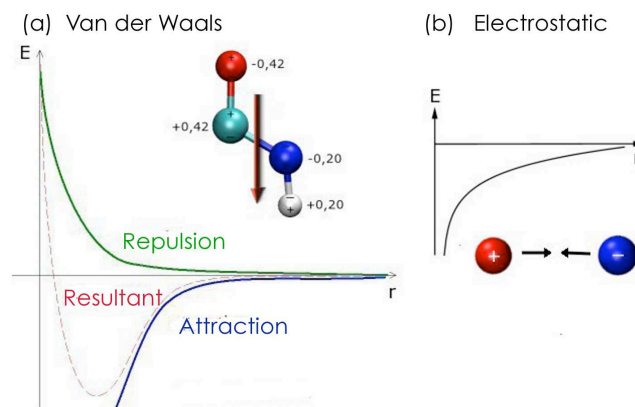 (a) Van der Waals
(b) Electrostatic
E
-0,42
+0,42
-0,20
+0,20
Repulsion
Resultant
r
Attraction
E
+
−